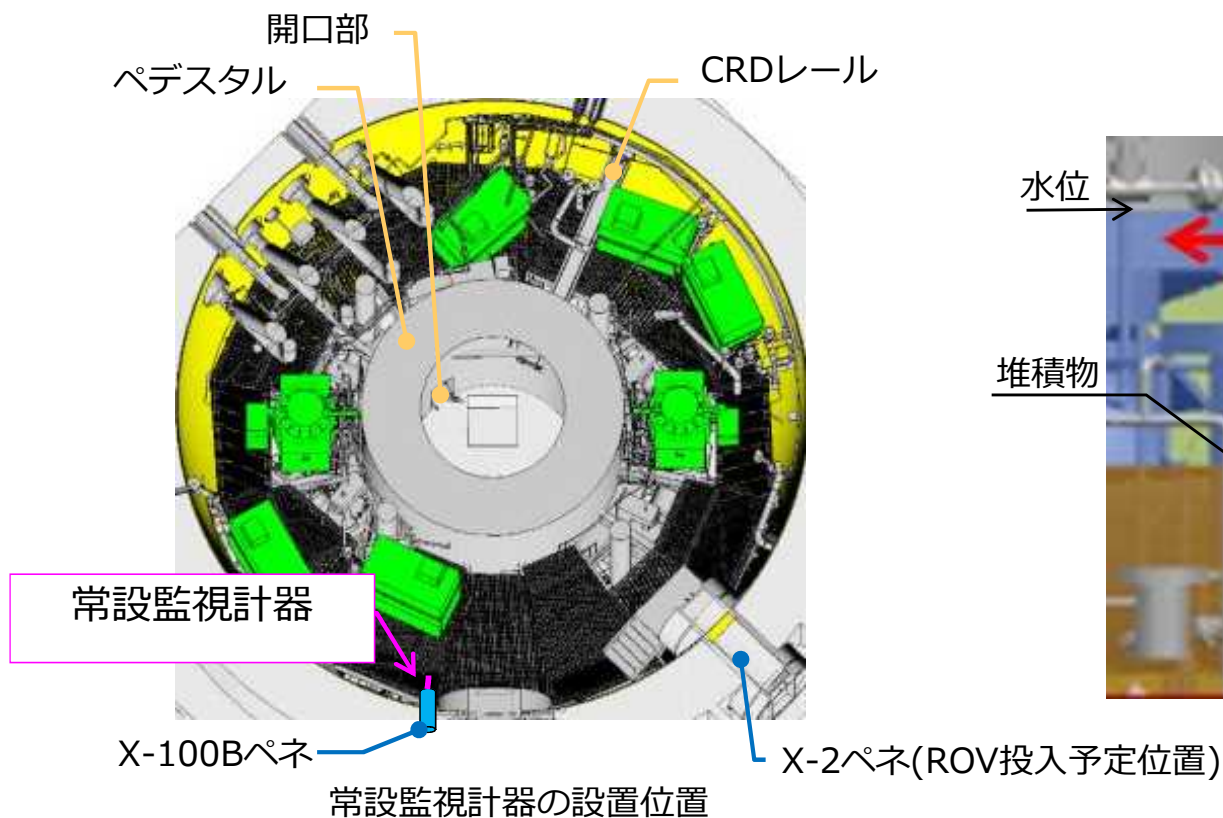 開口部
ペデスタル
CRDレール
水位
堆積物
常設監視計器
X-100Bペネ
X-2ペネ(ROV投入予定位置)
常設監視計器の設置位置